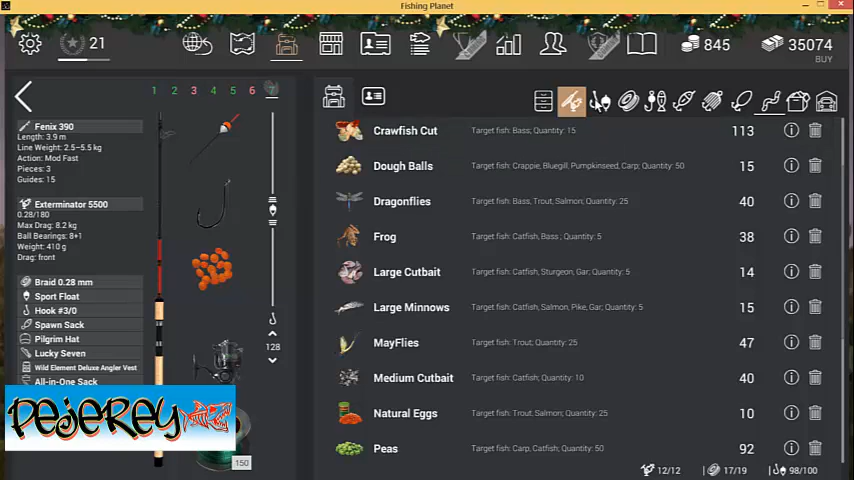 Fishing Planet
21
845
35074
BUY
1 2 3 4 5 6 7
Fenix 390
Length: 3.9 m
Line Weight: 2.5–5.5 kg
Action: Mod Fast
Pieces: 3
Guides: 15
Exterminator 5500
0.28/180
Max Drag: 8.2 kg
Ball Bearings: 8+1
Weight: 410 g
Drag: front
Braid 0.28 mm
Sport Float
Hook #3/0
Spawn Sack
Pilgrim Hat
Lucky Seven
Wild Element Deluxe Angler Vest
All-in-One Sack
128
150
PEJEREY
Crawfish Cut Target fish: Bass; Quantity: 15 113
Dough Balls Target fish: Crappie, Bluegill, Pumpkinseed, Carp; Quantity: 50 15
Dragonflies Target fish: Bass, Trout, Salmon; Quantity: 25 40
Frog Target fish: Catfish, Bass ; Quantity: 5 38
Large Cutbait Target fish: Catfish, Sturgeon, Gar; Quantity: 5 14
Large Minnows Target fish: Catfish, Salmon, Pike, Gar; Quantity: 5 15
MayFlies Target fish: Trout; Quantity: 25 47
Medium Cutbait Target fish: Catfish; Quantity: 10 40
Natural Eggs Target fish: Trout, Salmon; Quantity: 25 10
Peas Target fish: Carp, Catfish; Quantity: 50 92
12/12 17/19 98/100